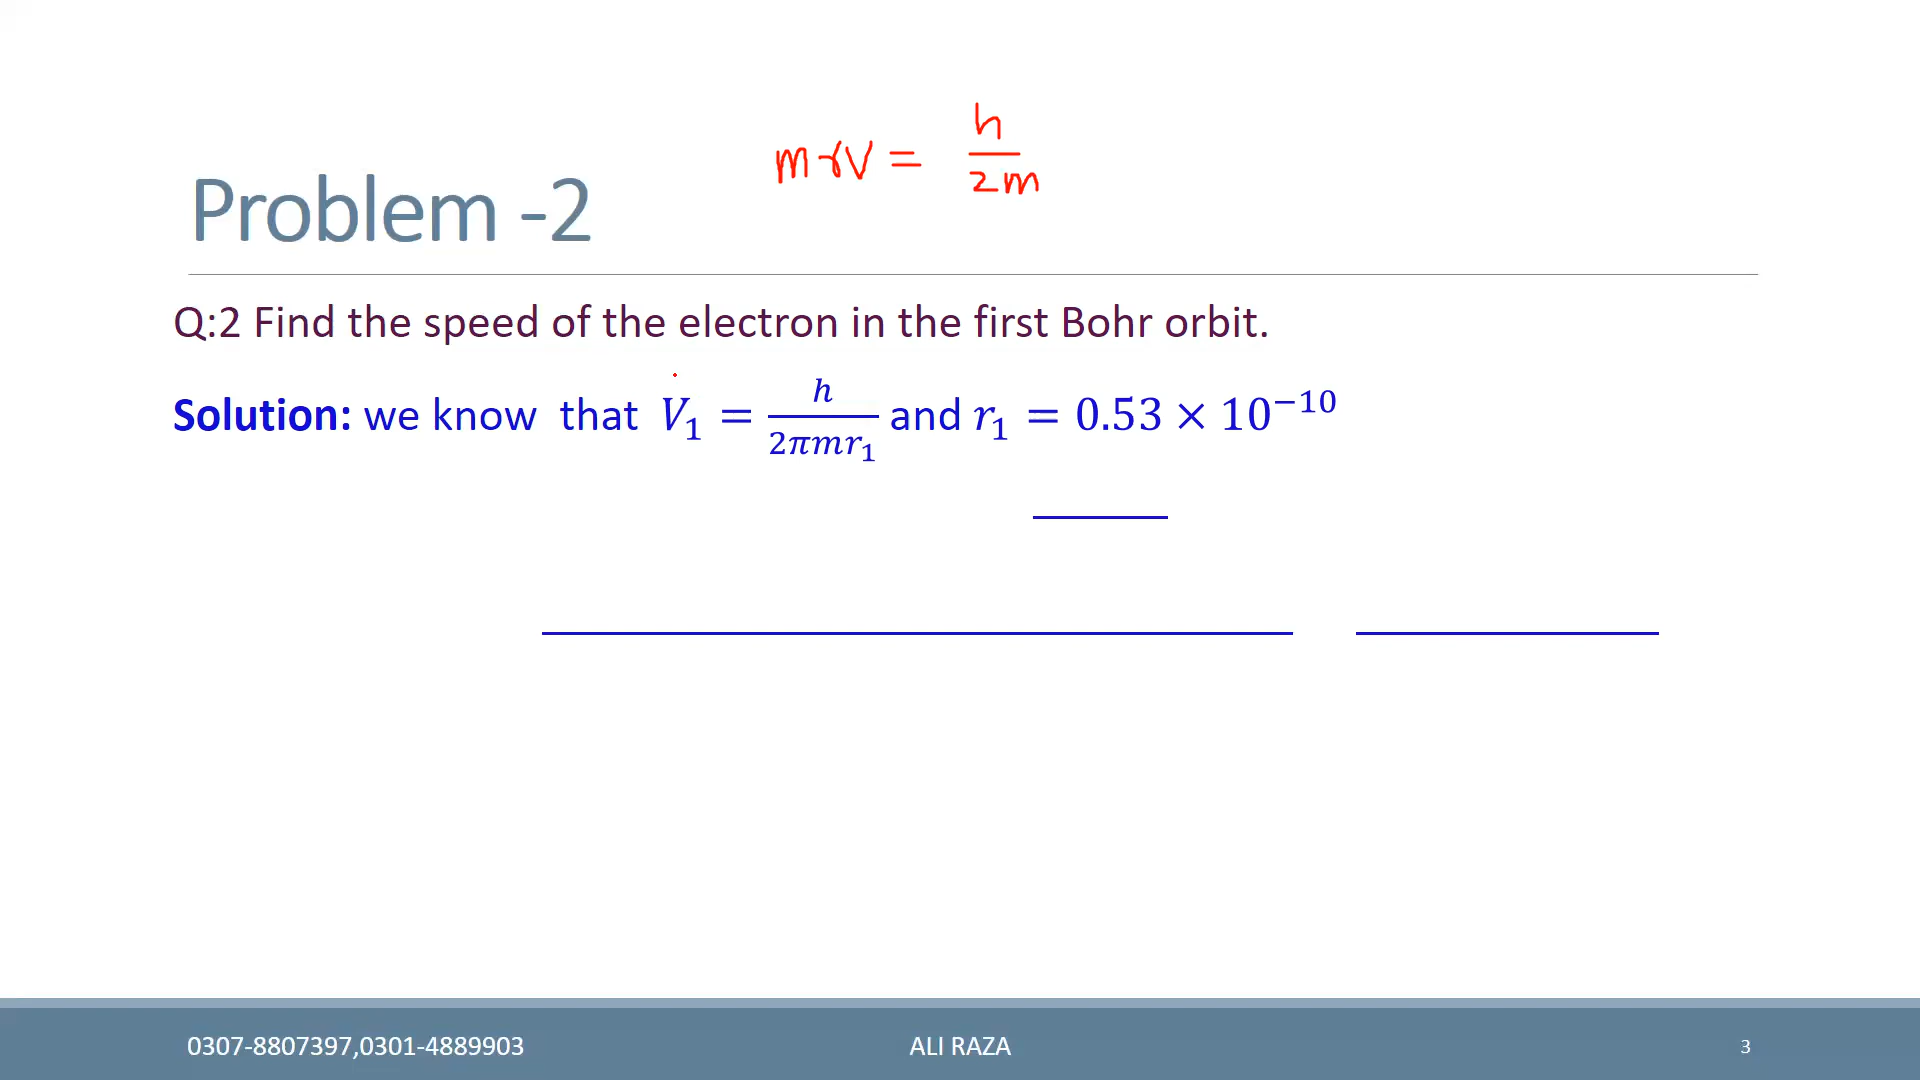 mrV = h/2m
Problem -2
Q:2 Find the speed of the electron in the first Bohr orbit.
Solution: we know that V₁ = h/2πmr₁ and r₁ = 0.53 × 10⁻¹⁰
0307-8807397,0301-4889903 ALI RAZA 3